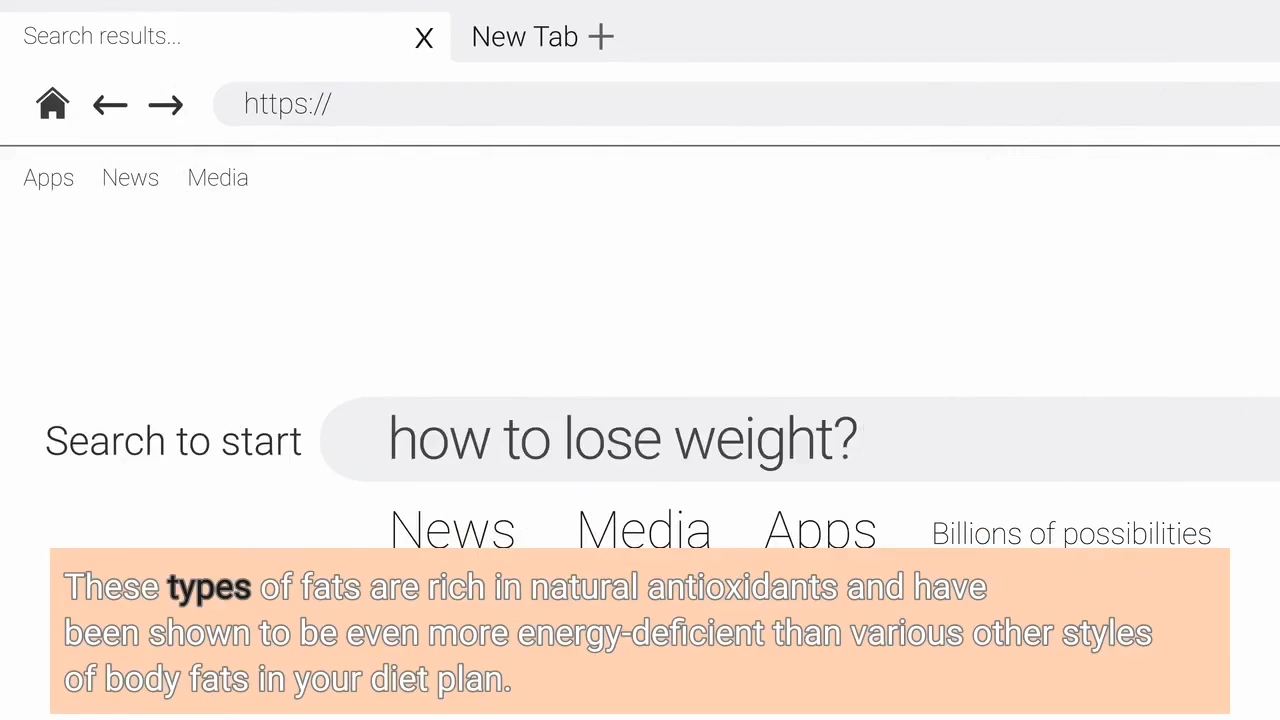 Search results... X New Tab +
https://
Apps News Media
Search to start how to lose weight?
News Media Apps Billions of possibilities
These types of fats are rich in natural antioxidants and have
been shown to be even more energy-deficient than various other styles
of body fats in your diet plan.